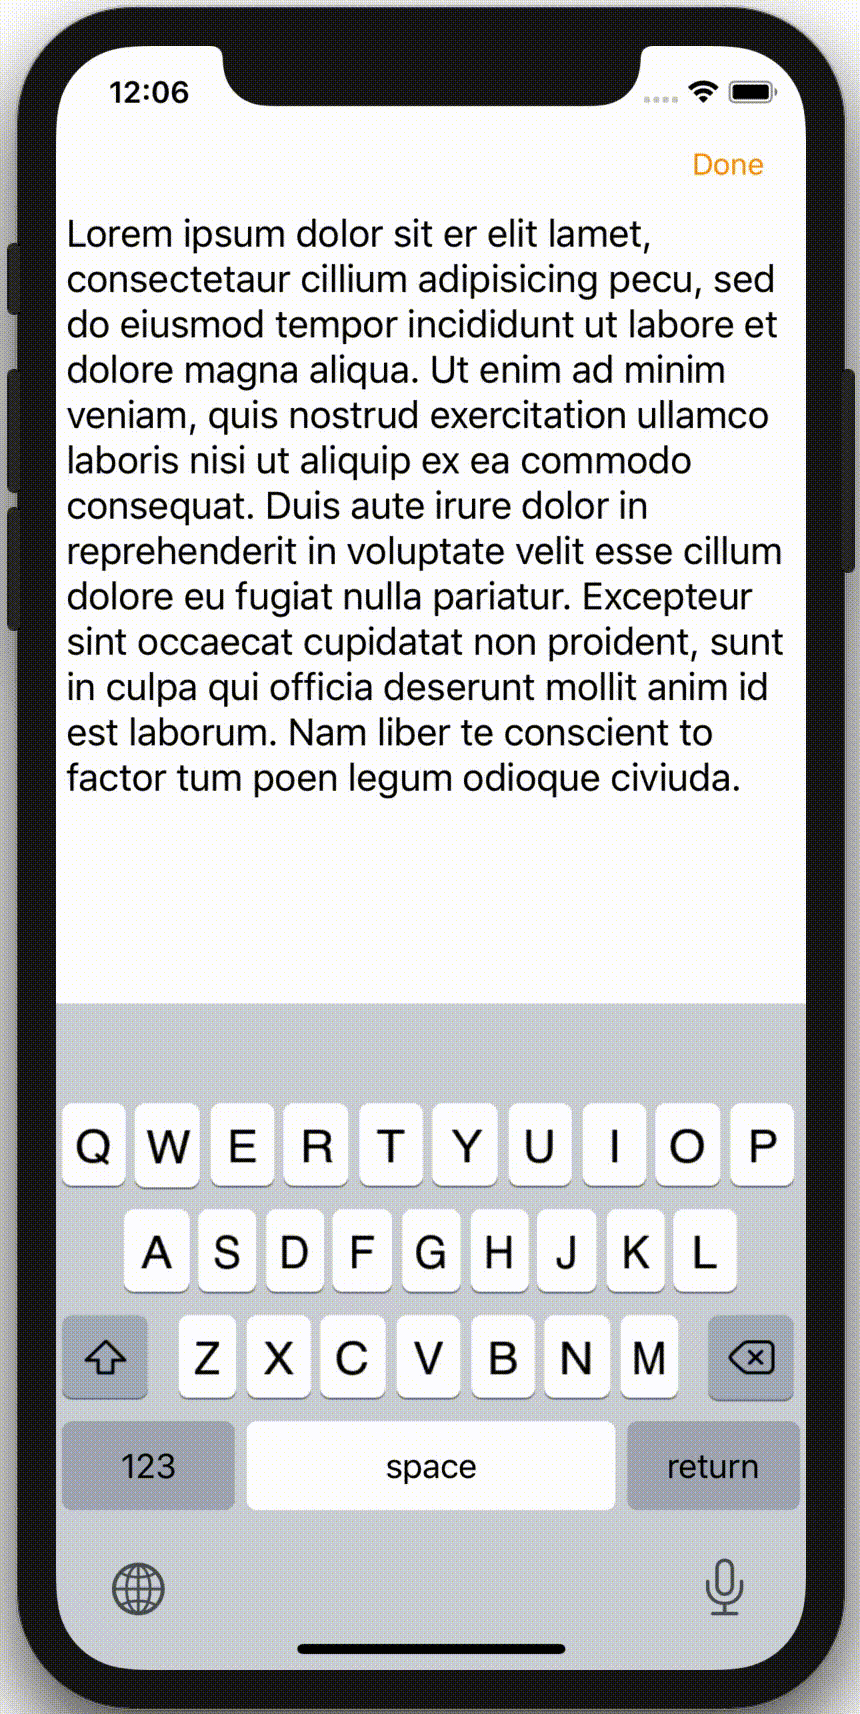 12:06
Done
Lorem ipsum dolor sit er elit lamet,
consectetaur cillium adipisicing pecu, sed
do eiusmod tempor incididunt ut labore et
dolore magna aliqua. Ut enim ad minim
veniam, quis nostrud exercitation ullamco
laboris nisi ut aliquip ex ea commodo
consequat. Duis aute irure dolor in
reprehenderit in voluptate velit esse cillum
dolore eu fugiat nulla pariatur. Excepteur
sint occaecat cupidatat non proident, sunt
in culpa qui officia deserunt mollit anim id
est laborum. Nam liber te conscient to
factor tum poen legum odioque civiuda.
Q W E R T Y U I O P
A S D F G H J K L
Z X C V B N M
123 space return